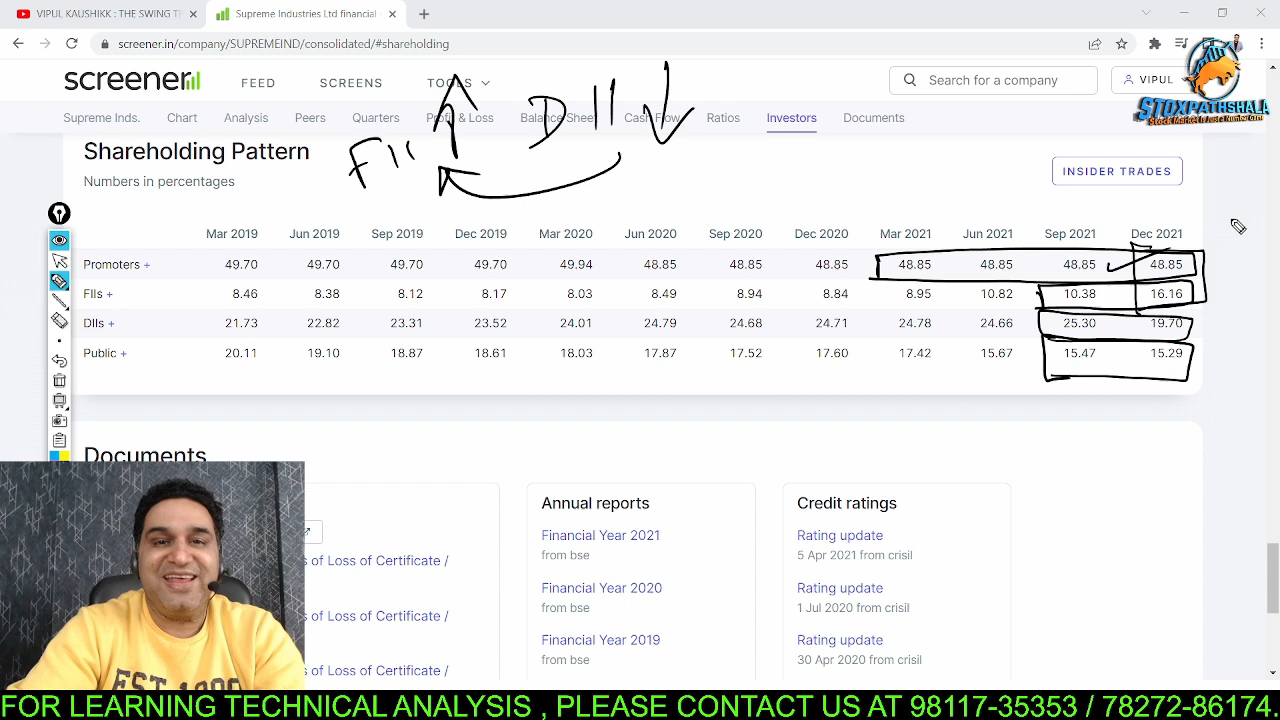 VIPUL KAUSHIKK : THE SWING T
Supreme Industries Ltd financial
screener.in/company/SUPREMEIND/consolidated/#shareholding
screener
FEED SCREENS TOOLS
Search for a company
VIPUL
STOXPATHSHALA
Stock Market is Just a Number Game
Supreme Inds. Chart Analysis Peers Quarters Profit & Loss Balance Sheet Cash Flow Ratios Investors Documents
FII DII
Shareholding Pattern
Numbers in percentages
INSIDER TRADES
Mar 2019 Jun 2019 Sep 2019 Dec 2019 Mar 2020 Jun 2020 Sep 2020 Dec 2020 Mar 2021 Jun 2021 Sep 2021 Dec 2021
Promoters + 49.70 49.70 49.70 49.70 49.94 48.85 48.85 48.85 48.85 48.85 48.85 48.85
FIIs + 8.46 8.36 8.12 8.17 8.03 8.49 8.94 8.84 8.95 10.82 10.38 16.16
DIIs + 21.73 22.82 23.31 23.52 24.01 24.79 24.68 24.71 24.78 24.66 25.30 19.70
Public + 20.11 19.10 18.87 18.61 18.03 17.87 17.52 17.60 17.42 15.67 15.47 15.29
Documents
Annual reports
Financial Year 2021
from bse
Financial Year 2020
from bse
Financial Year 2019
from bse
Credit ratings
Rating update
5 Apr 2021 from crisil
Rating update
1 Jul 2020 from crisil
Rating update
30 Apr 2020 from crisil
of Loss of Certificate /
of Loss of Certificate /
of Loss of Certificate /
EST
FOR LEARNING TECHNICAL ANALYSIS , PLEASE CONTACT US AT 98117-35353 / 78272-86174.